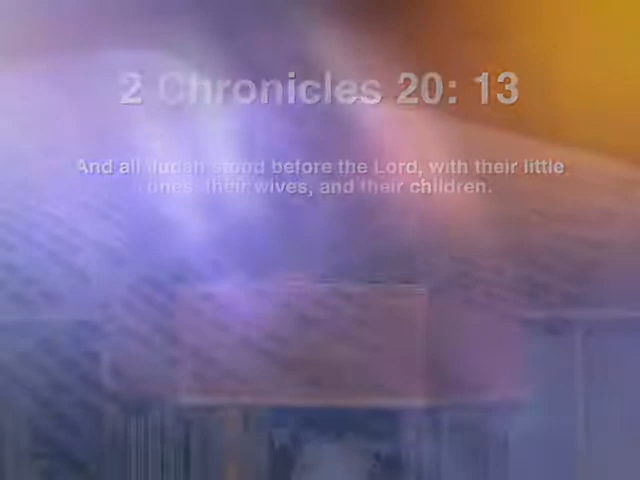 2 Chronicles 20: 13
And all Judah stood before the Lord, with their little
ones, their wives, and their children.